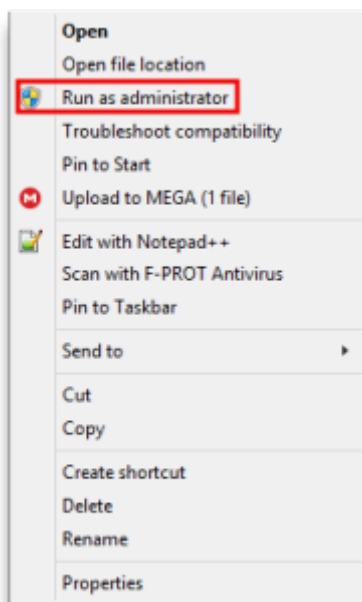 Open
Open file location
Run as administrator
Troubleshoot compatibility
Pin to Start
Upload to MEGA (1 file)
Edit with Notepad++
Scan with F-PROT Antivirus
Pin to Taskbar
Send to
Cut
Copy
Create shortcut
Delete
Rename
Properties